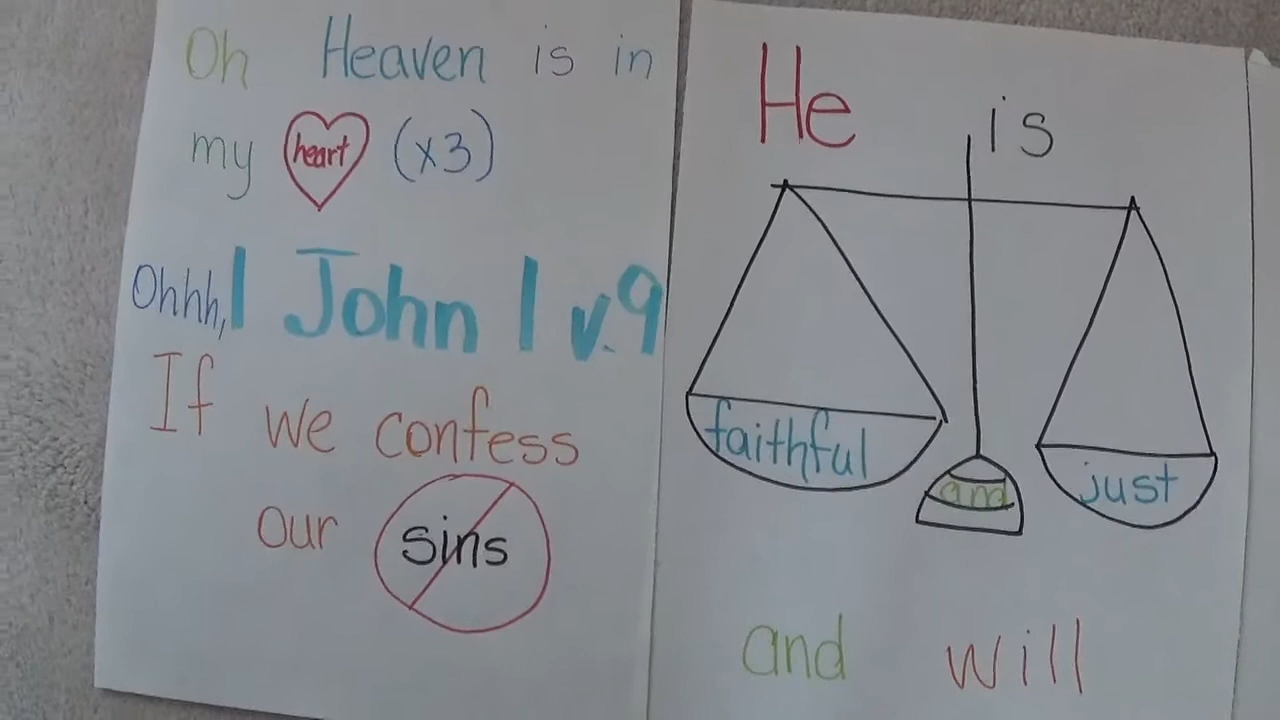 Oh Heaven is in
my heart (x3)
Ohhh, 1 John 1 v.9
If we confess
our sins
He is
faithful and just
and will